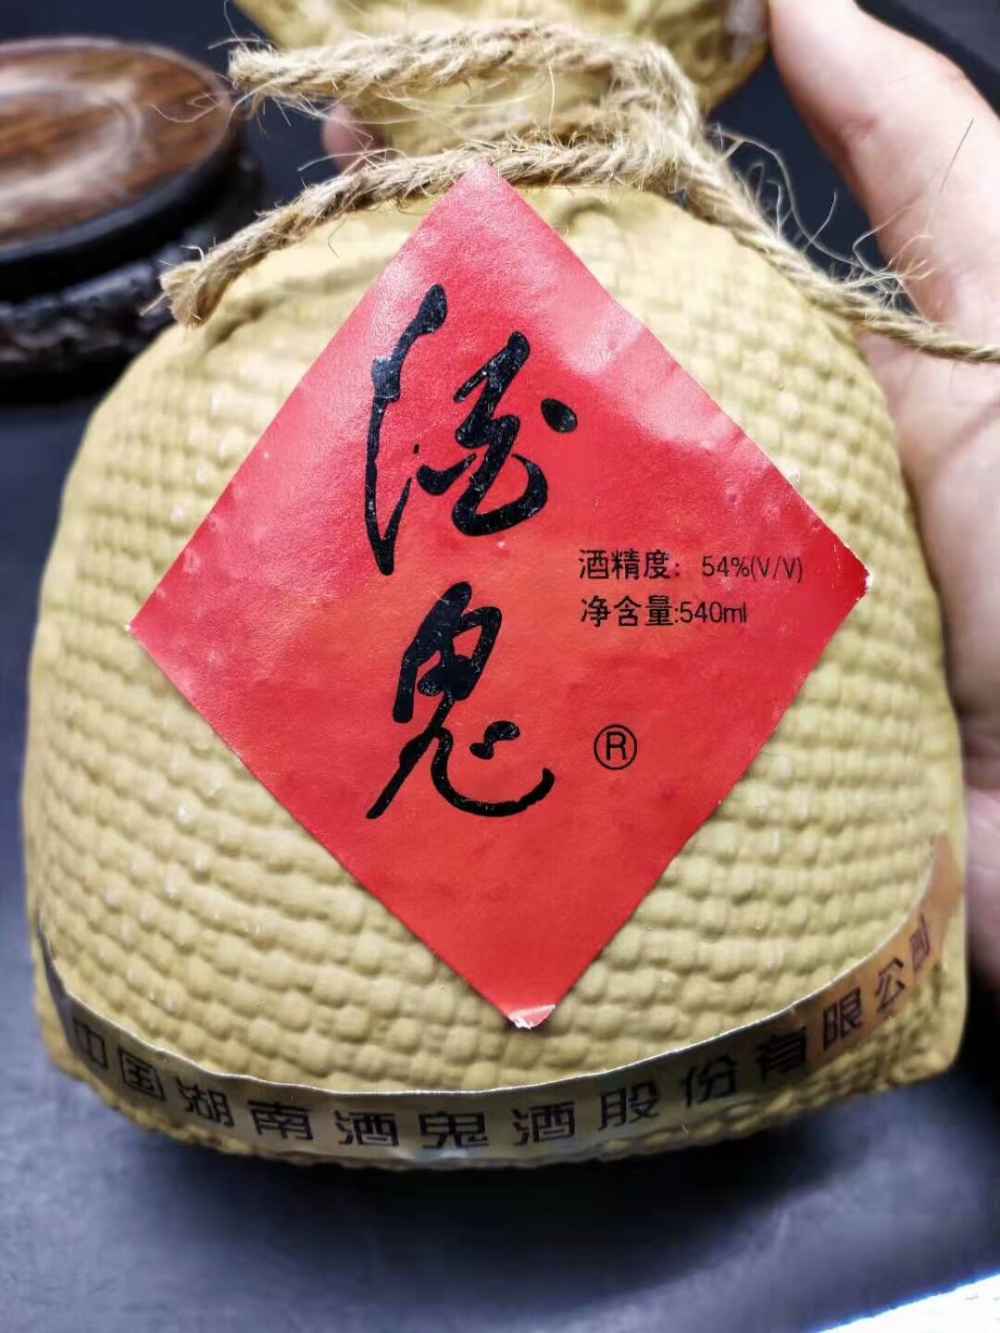 酒
鬼
酒精度：54%(V/V)
净含量:540ml
®
中国湖南酒鬼酒股份有限公司